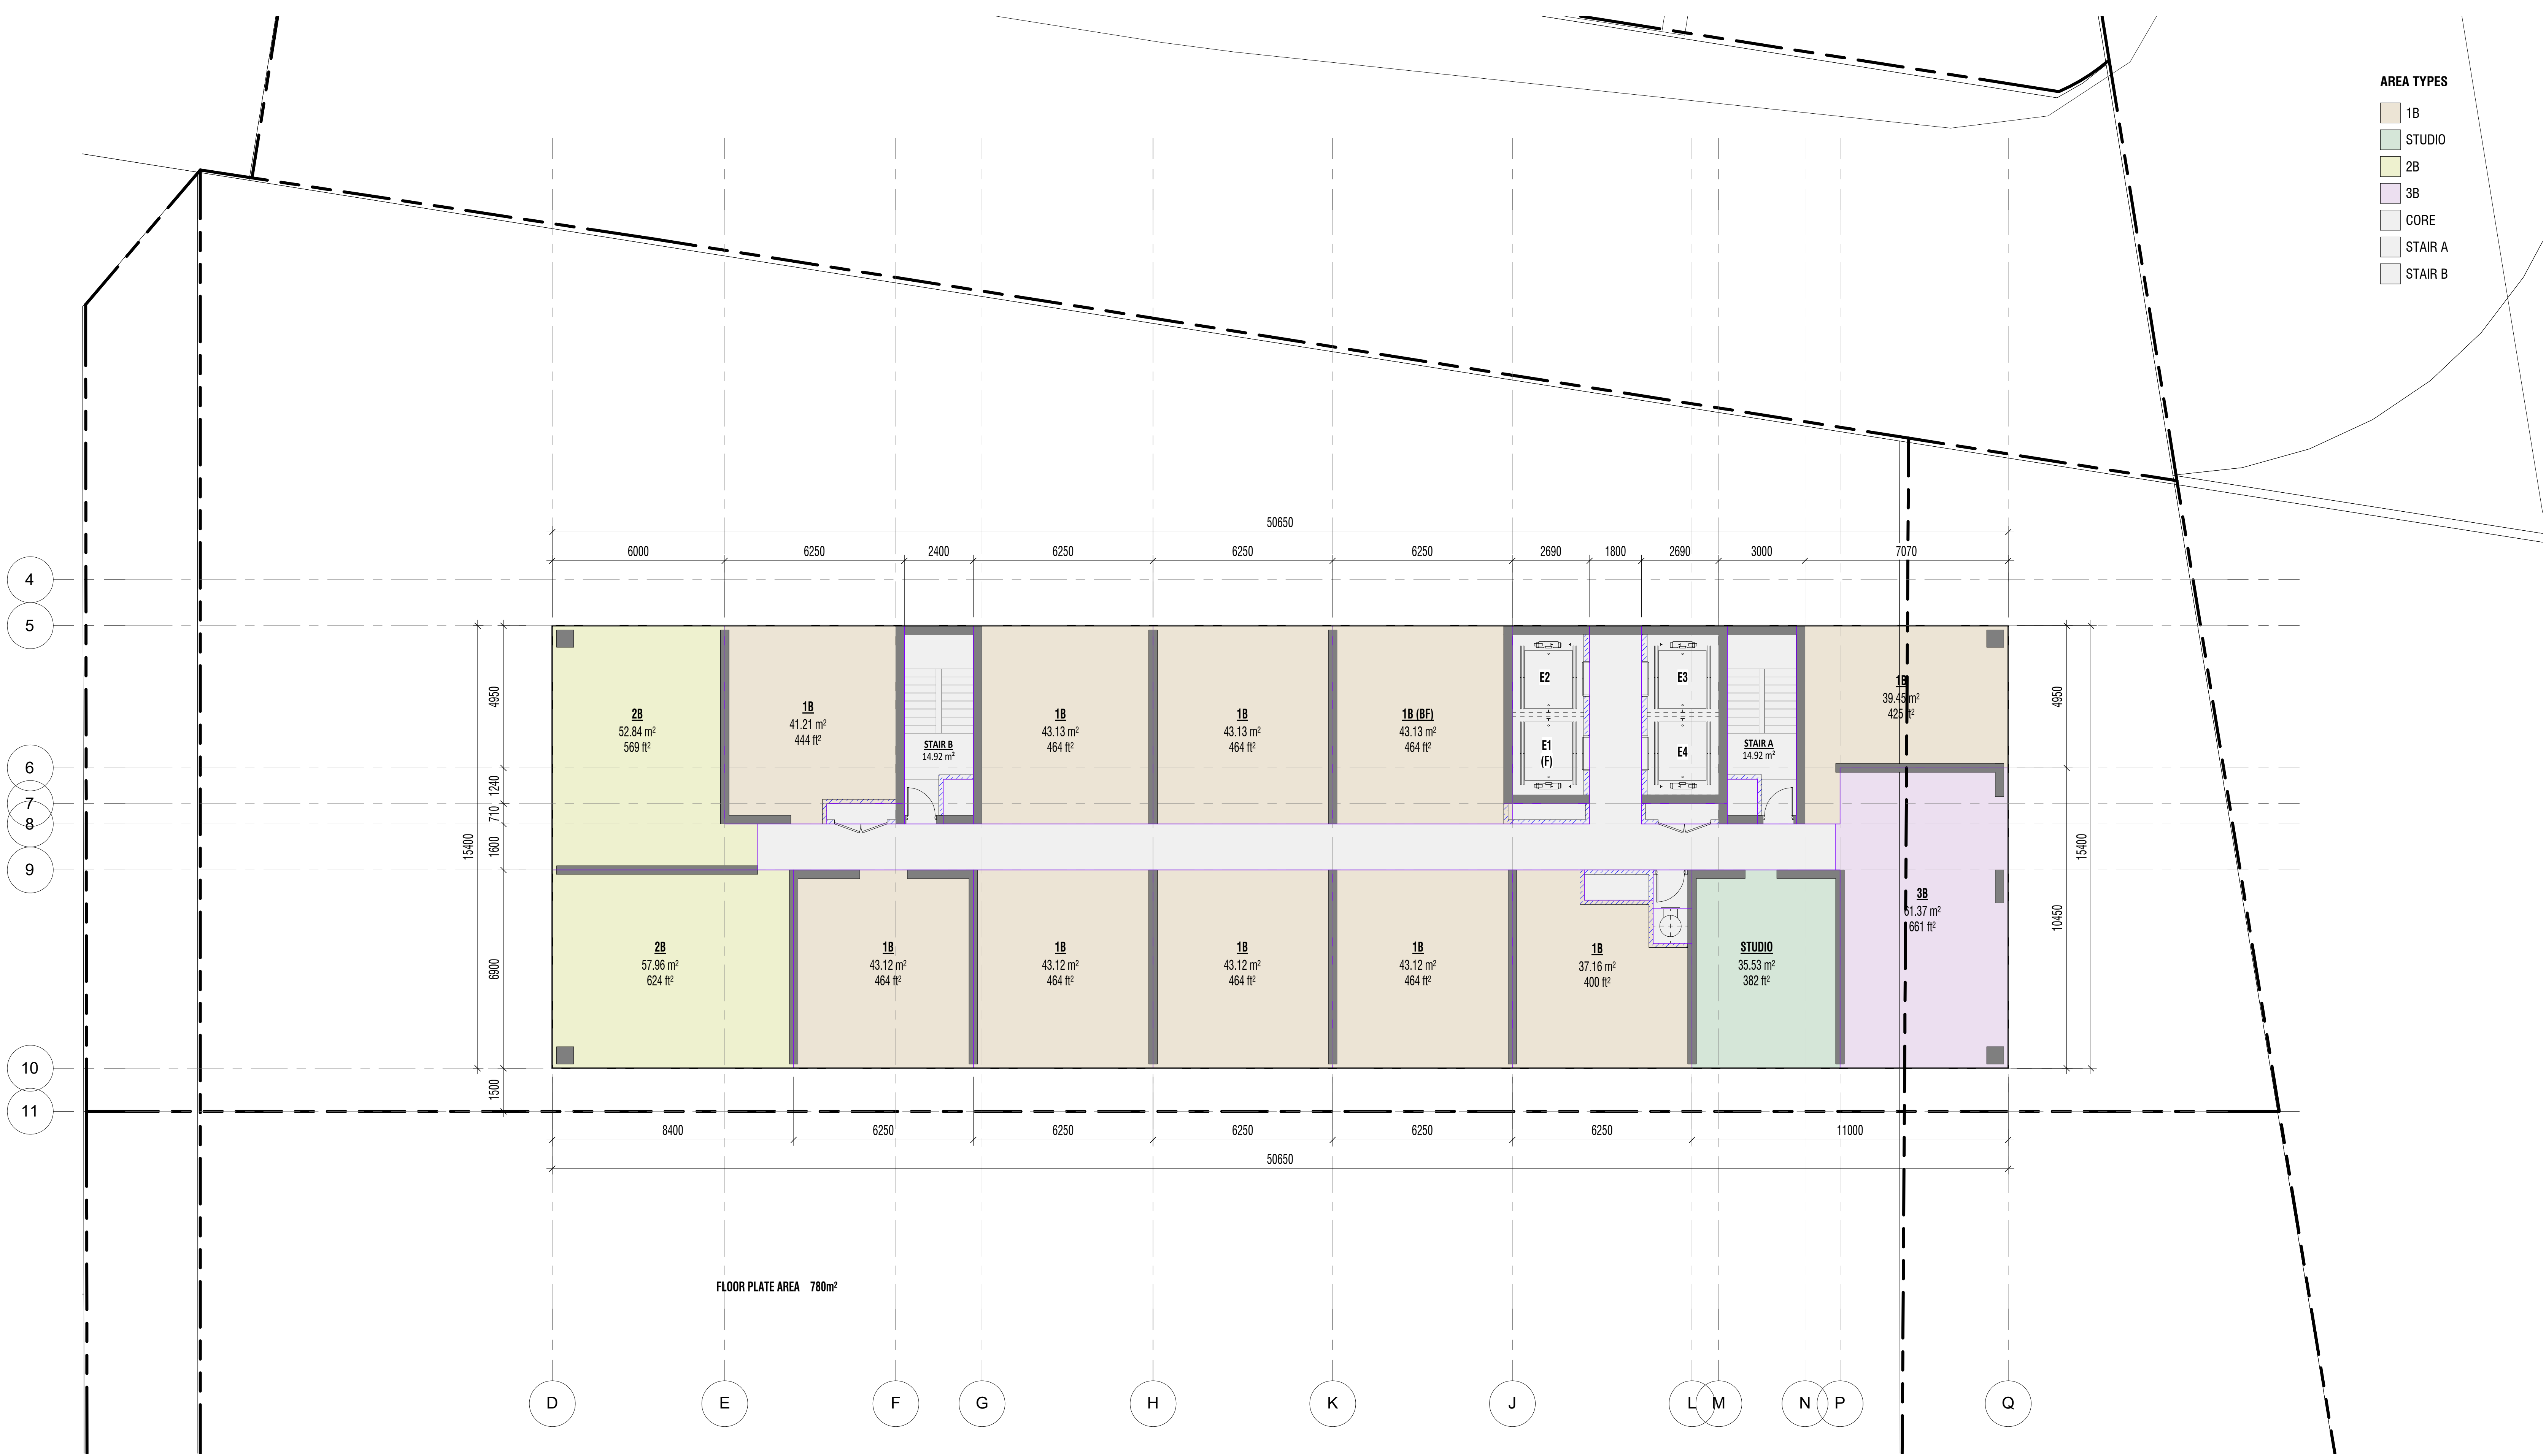 AREA TYPES
1B
STUDIO
2B
3B
CORE
STAIR A
STAIR B
50650
6000
6250
2400
6250
6250
6250
2690
1800
2690
3000
7070
4
5
6
7
8
9
10
11
15400
4950
1240
710
1600
6900
1500
2B
52.84 m²
569 ft²
1B
41.21 m²
444 ft²
STAIR B
14.92 m²
1B
43.13 m²
464 ft²
1B
43.13 m²
464 ft²
1B (BF)
43.13 m²
464 ft²
E2
E1
(F)
E3
E4
STAIR A
14.92 m²
1B
39.45 m²
425 ft²
4950
10450
15400
2B
57.96 m²
624 ft²
1B
43.12 m²
464 ft²
1B
43.12 m²
464 ft²
1B
43.12 m²
464 ft²
1B
43.12 m²
464 ft²
1B
37.16 m²
400 ft²
STUDIO
35.53 m²
382 ft²
3B
61.37 m²
661 ft²
8400
6250
6250
6250
6250
6250
11000
50650
FLOOR PLATE AREA 780m²
D
E
F
G
H
K
J
L
M
N
P
Q